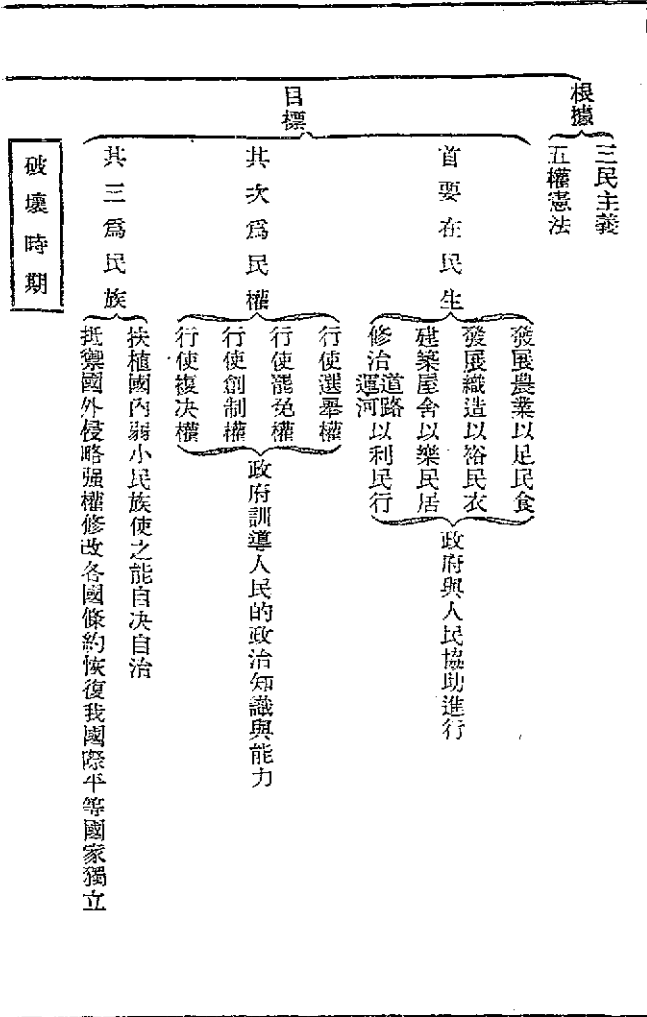 根據
三民主義
五權憲法
目標
首要在民生
發展農業以足民食
發展織造以裕民衣
建築屋舍以樂民居
修治道路運河以利民行
政府與人民協助進行
其次爲民權
行使選舉權
行使罷免權
行使創制權
行使複决權
政府訓導人民的政治知識與能力
其三爲民族
扶植國內弱小民族使之能自决自治
抵禦國外侵略强權修改各國條約恢復我國際平等國家獨立
破壞時期